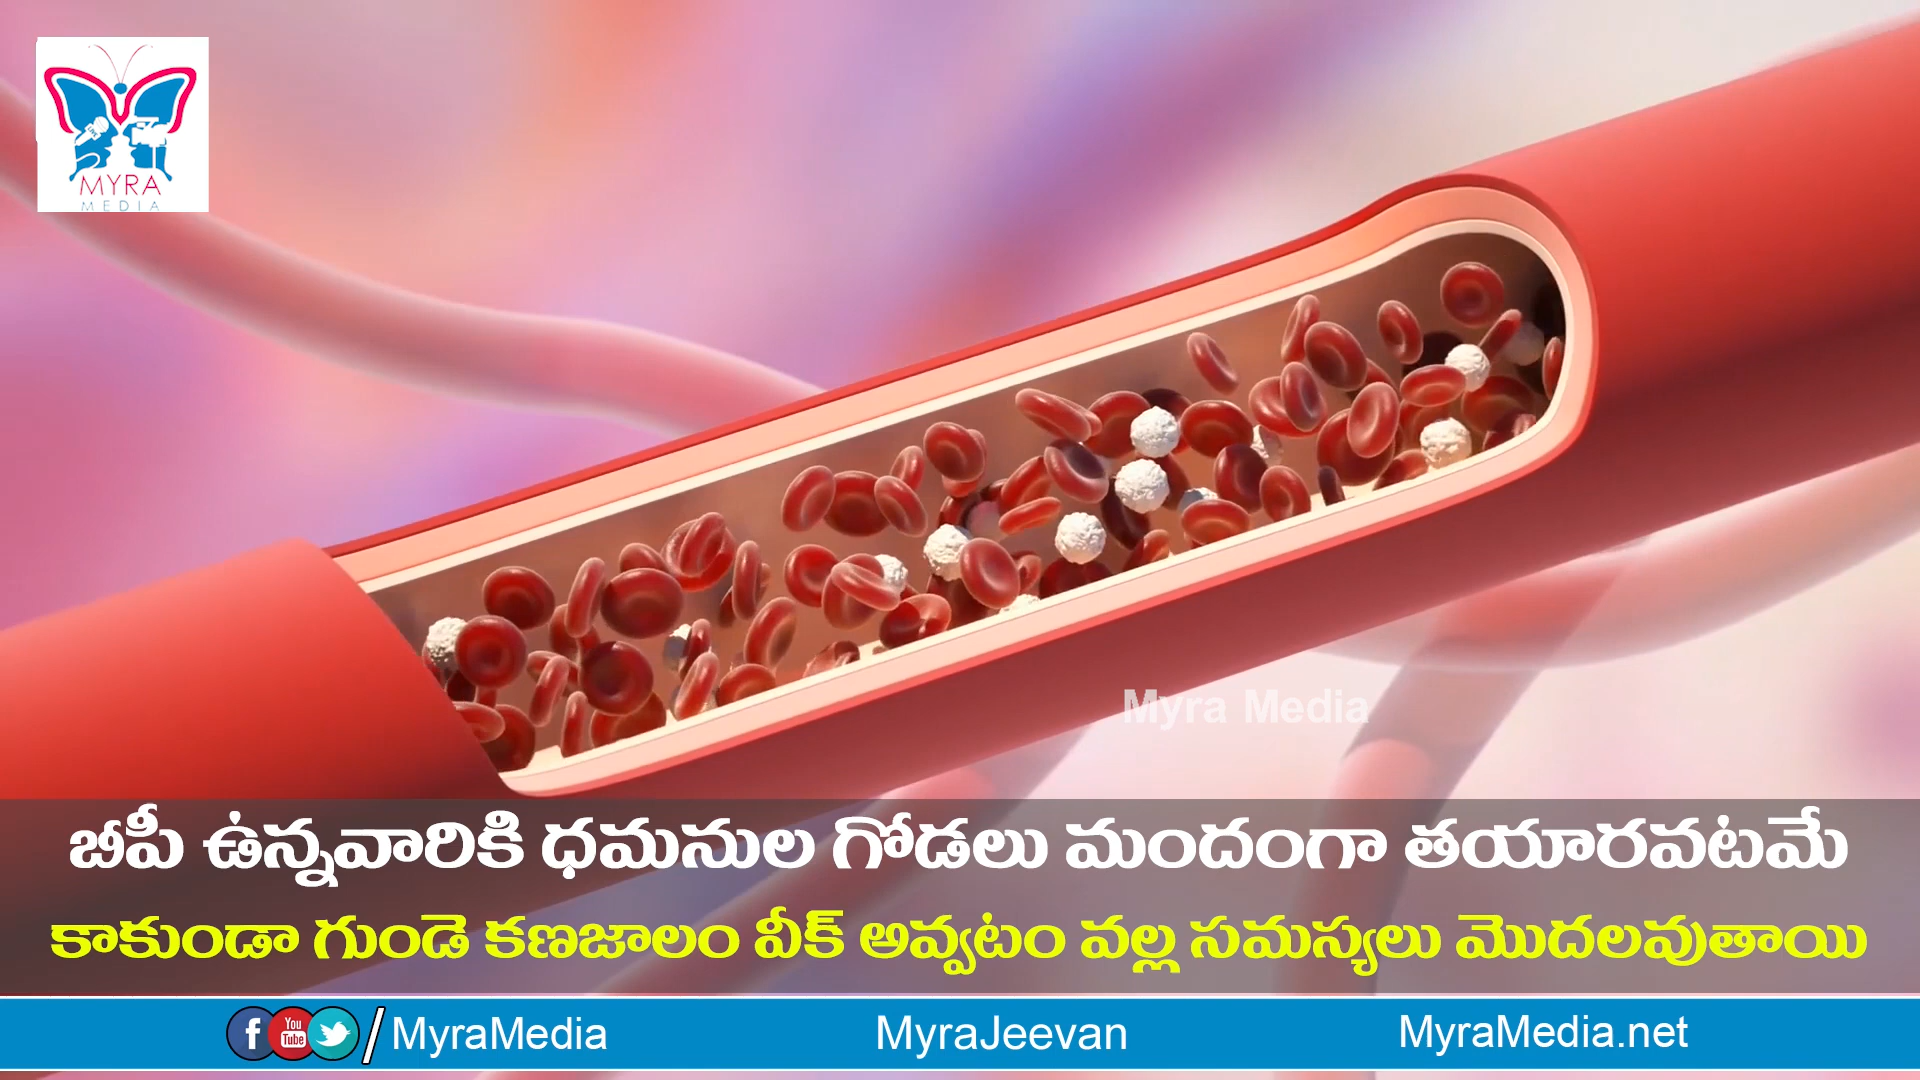 MYRA
MEDIA
Myra Media
బీపీ ఉన్నవారికి ధమనుల గోడలు మందంగా తయారవటమే
కాకుండా గుండె కణజాలం వీక్ అవ్వటం వల్ల సమస్యలు మొదలవుతాయి
f You Tube / MyraMedia MyraJeevan MyraMedia.net